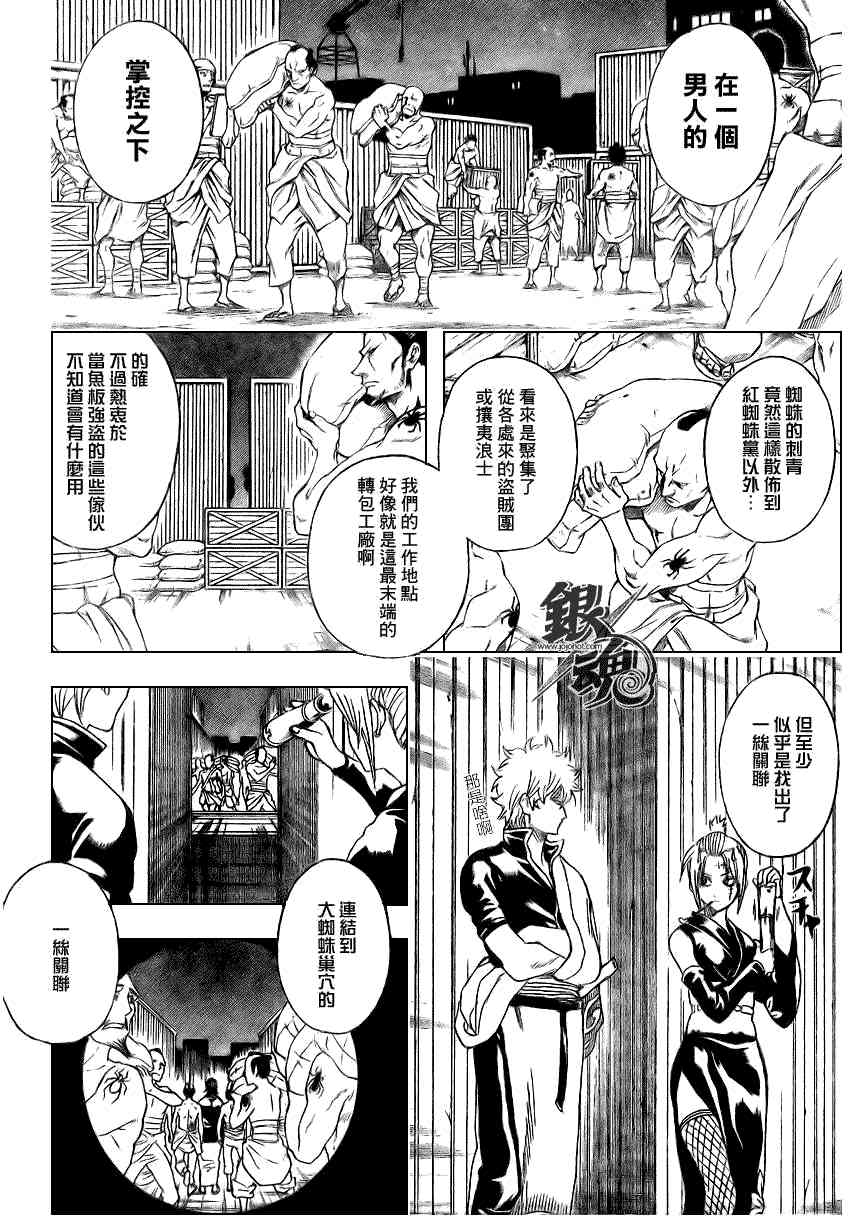 在一個
男人的
掌控之下
蜘蛛的刺青
竟然這樣散佈到
紅蜘蛛黨以外…
看來是聚集了
從各處來的盜賊團
或攘夷浪士
我們的工作地點
好像就是這最末端的
轉包工廠啊
的確
不過熱衷於
當魚板強盜的這些傢伙
不知道會有什麼用
銀魂
www.jojohot.com
但至少
似乎是找出了
一絲關聯
スチャ
那是啥啊
連結到
大蜘蛛巢穴的
一絲關聯